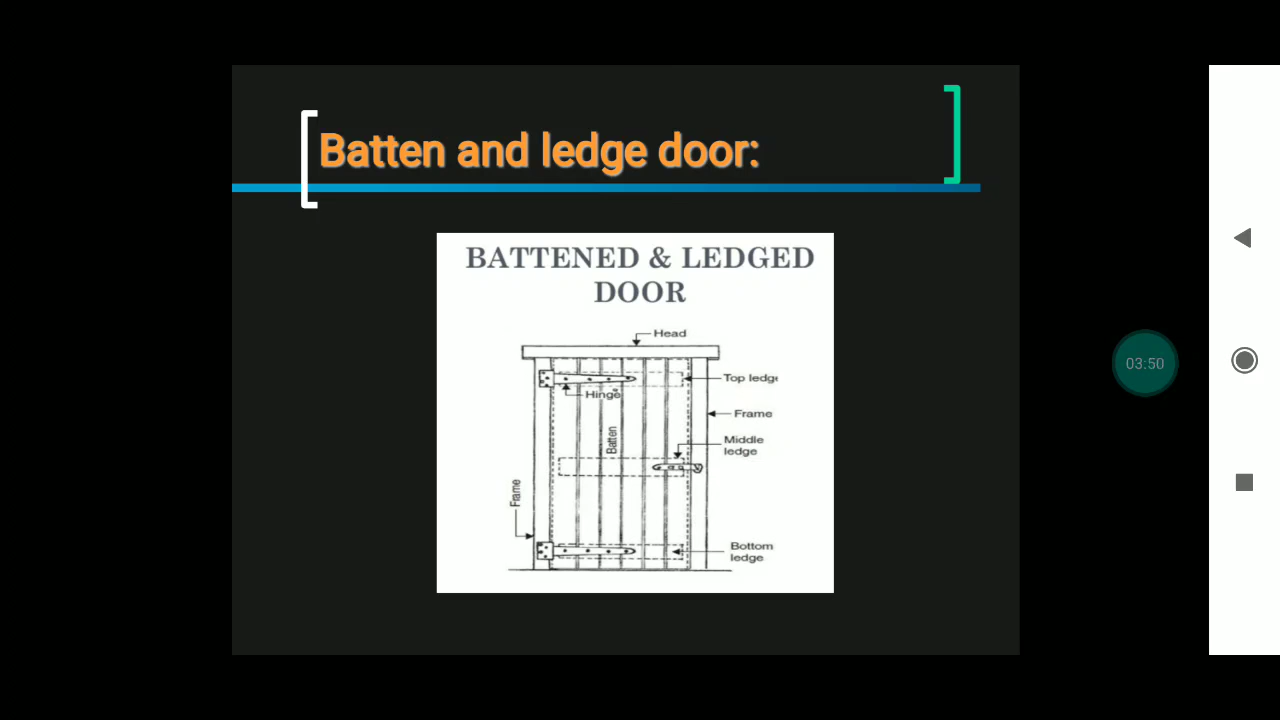 Batten and ledge door:
BATTENED & LEDGED
DOOR
Head
Top ledge
Hinge
Frame
Batten
Middle
ledge
Frame
Bottom
ledge
03:50